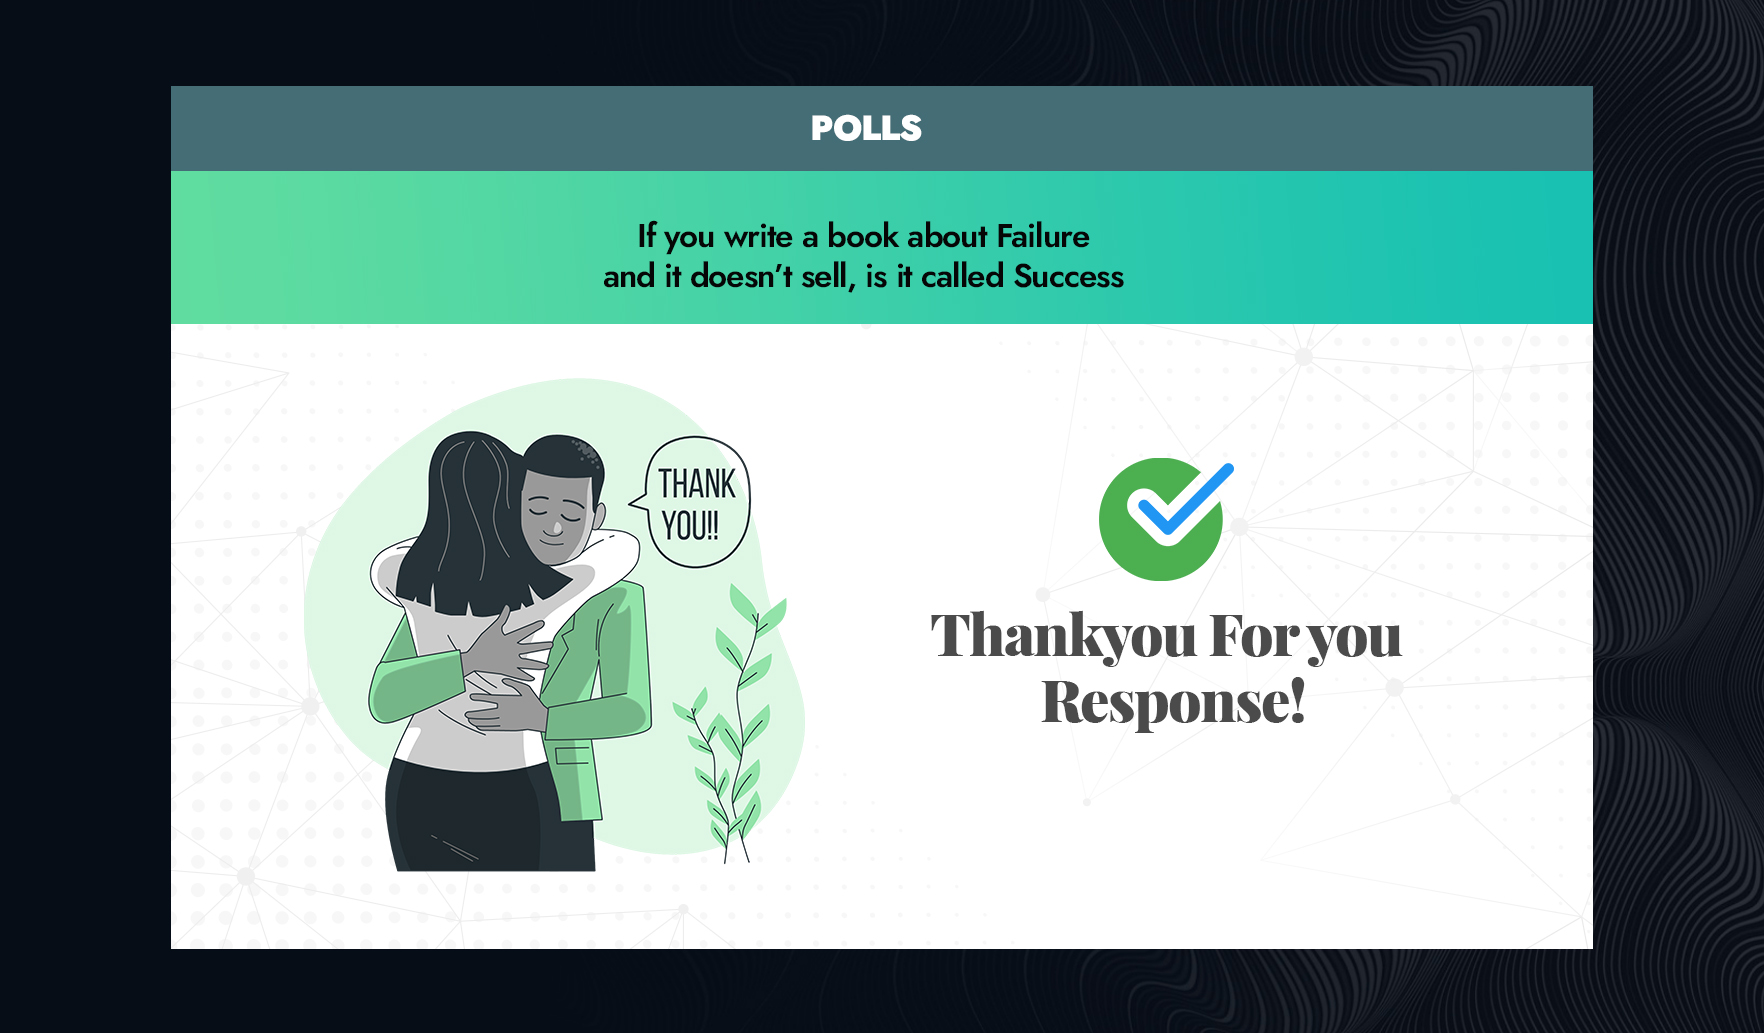 POLLS
If you write a book about Failure
and it doesn’t sell, is it called Success
THANK
YOU!!
Thankyou For you
Response!